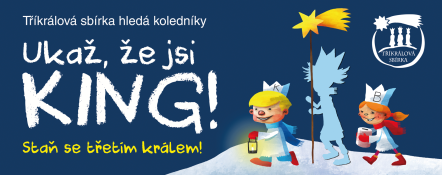 Tříkrálová sbírka hledá koledníky
Ukaž, že jsi
KING!
Staň se třetím králem!
K
B
TŘÍKRÁLOVÁ
SBÍRKA